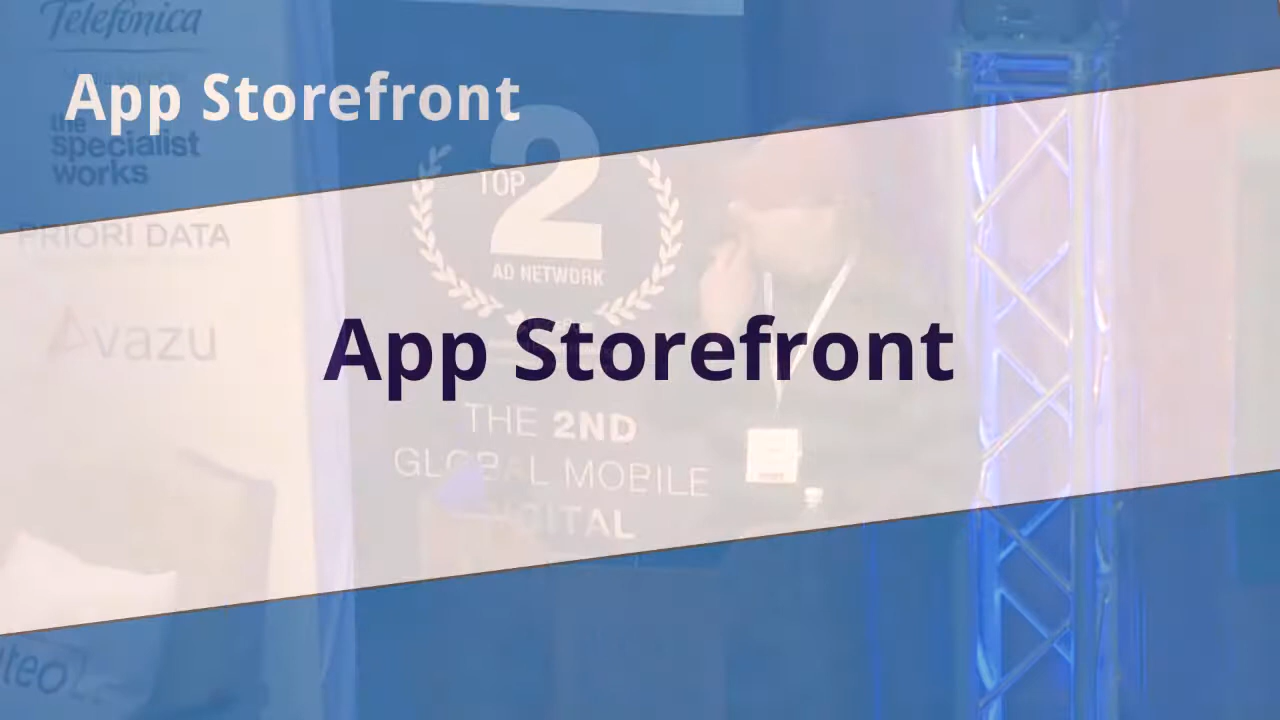 Telefónica
App Storefront
the
specialist
works
PRIORI DATA
Avazu
TOP
2
AD NETWORK
App Storefront
THE 2ND
GLOBAL MOBILE